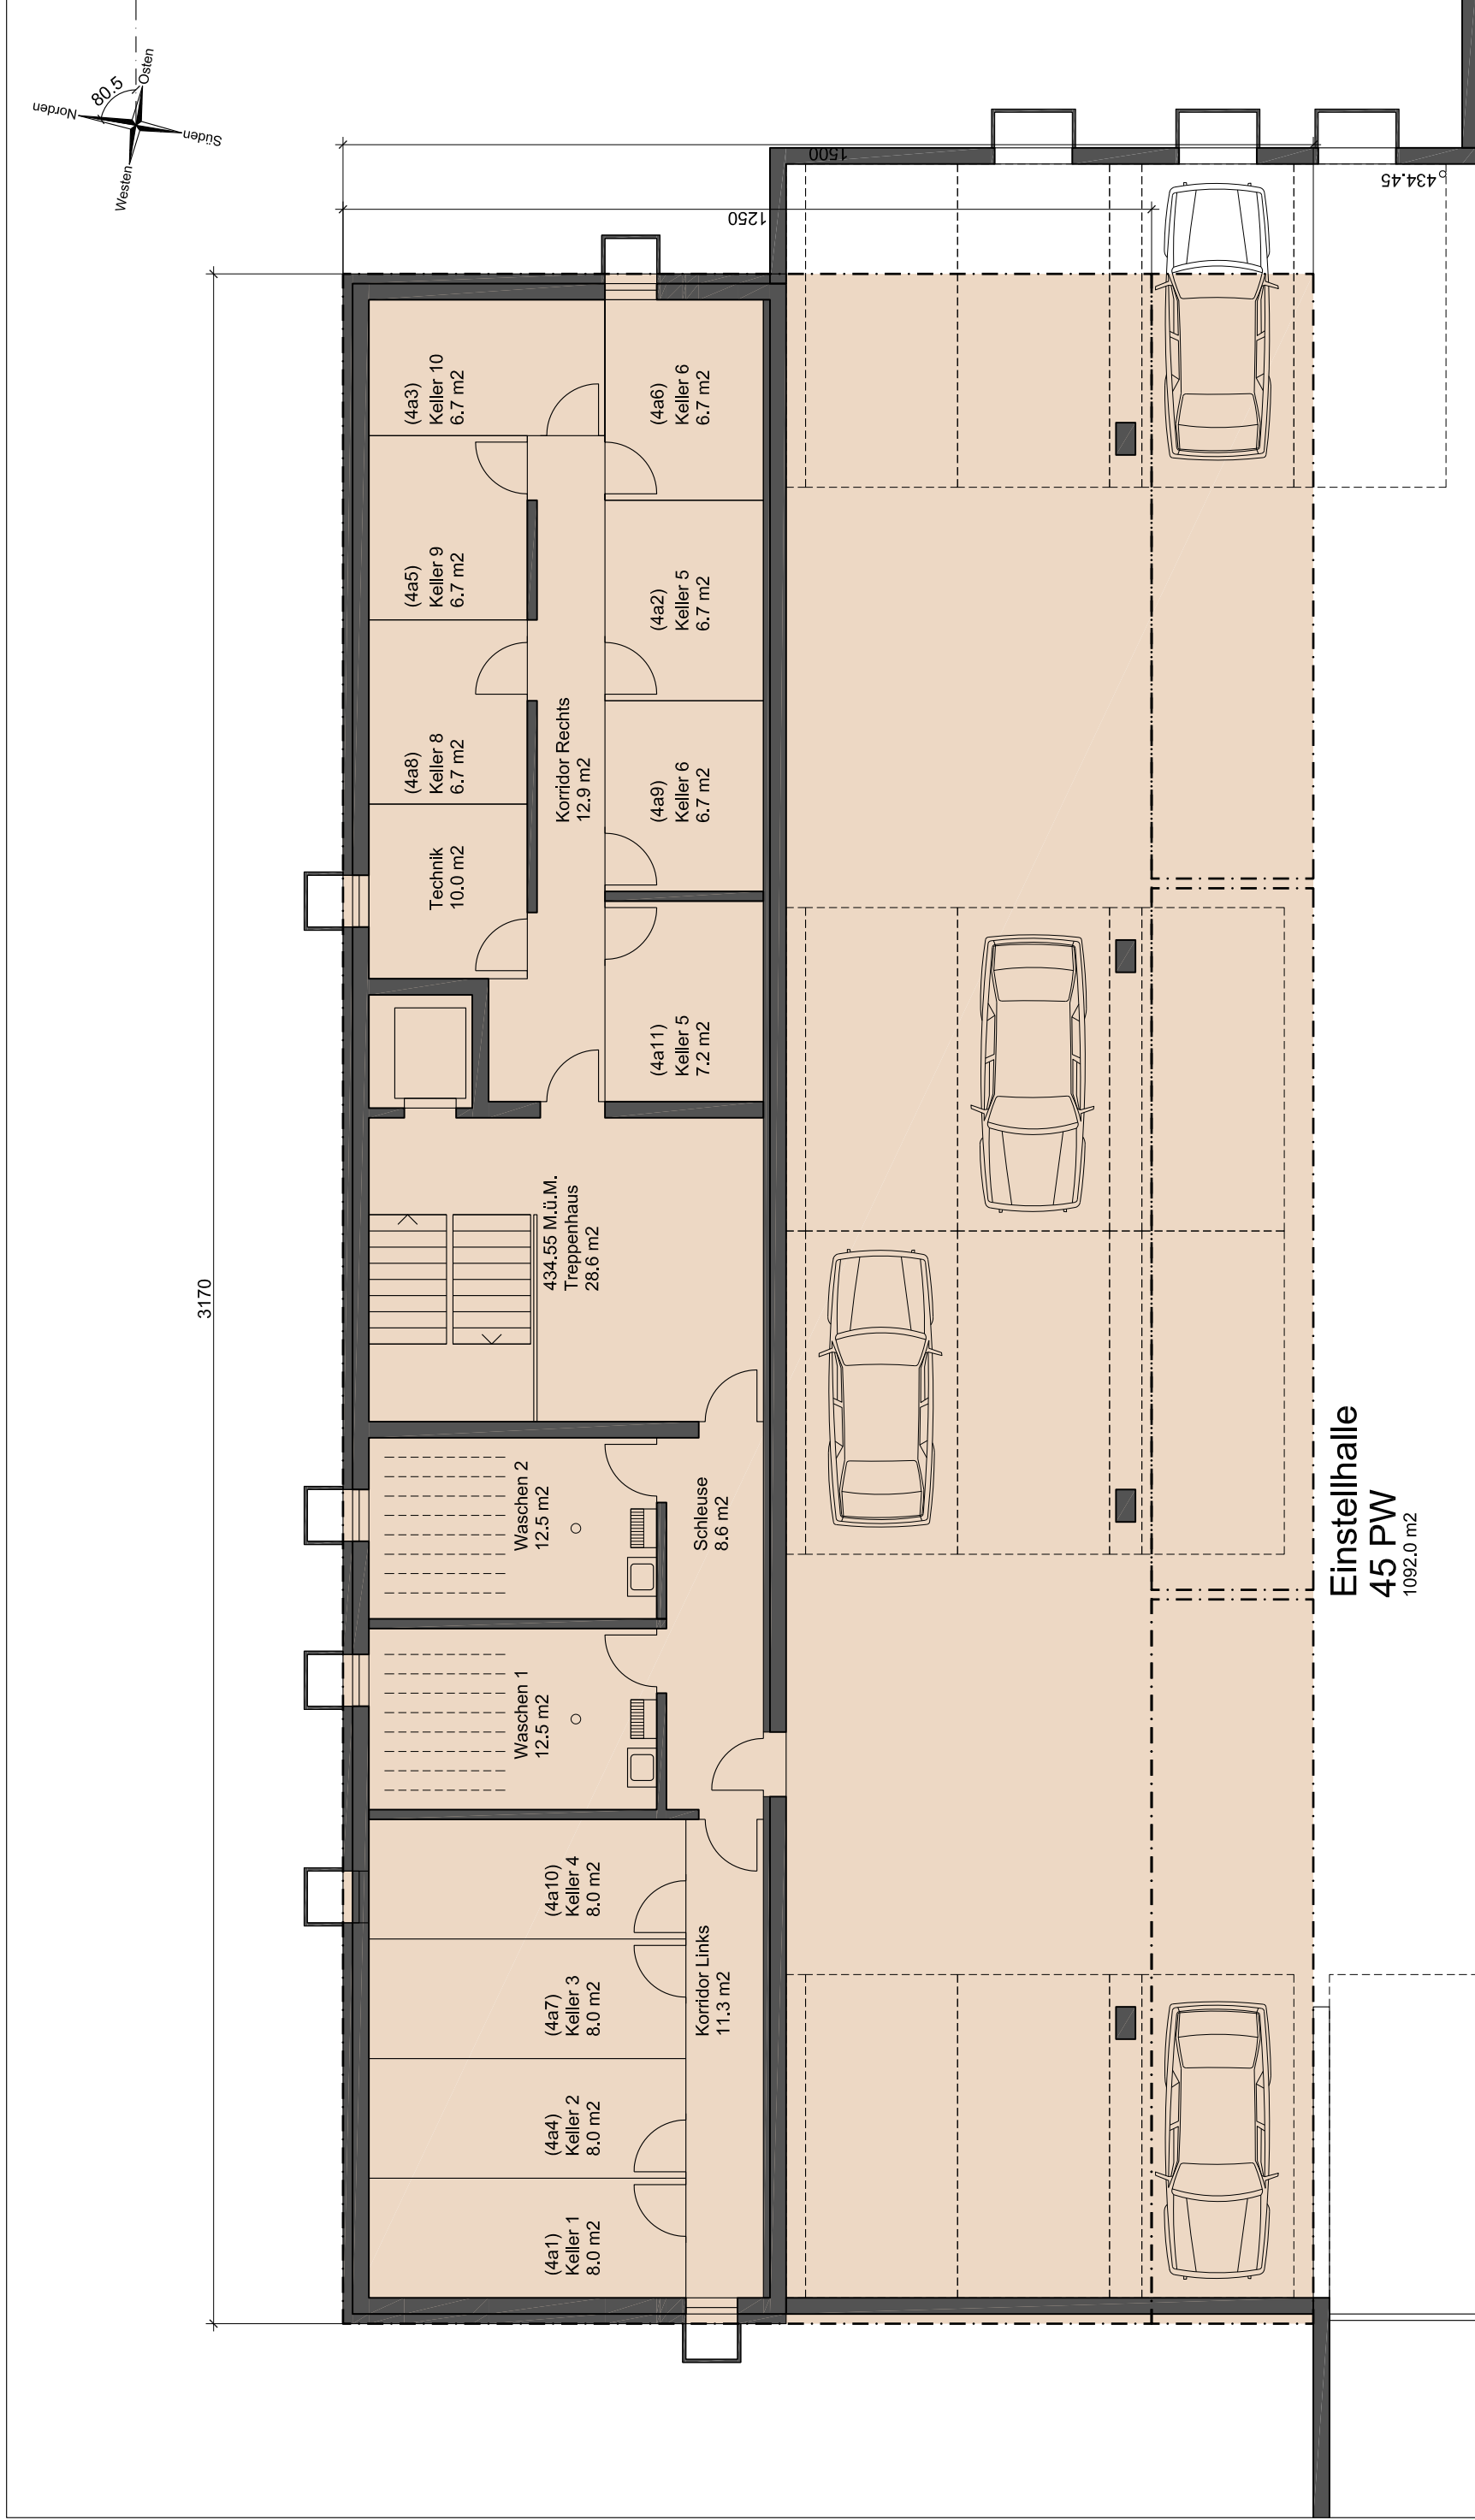 Norden
80.5
Osten
Süden
Westen
1500
434.45
1250
3170
(4a3)
Keller 10
6.7 m2
(4a6)
Keller 6
6.7 m2
(4a5)
Keller 9
6.7 m2
(4a2)
Keller 5
6.7 m2
(4a8)
Keller 8
6.7 m2
Korridor Rechts
12.9 m2
(4a9)
Keller 6
6.7 m2
Technik
10.0 m2
(4a11)
Keller 5
7.2 m2
434.55 M.ü.M.
Treppenhaus
28.6 m2
Waschen 2
12.5 m2
Schleuse
8.6 m2
Waschen 1
12.5 m2
(4a10)
Keller 4
8.0 m2
(4a7)
Keller 3
8.0 m2
Korridor Links
11.3 m2
(4a4)
Keller 2
8.0 m2
(4a1)
Keller 1
8.0 m2
Einstellhalle
45 PW
1092.0 m2